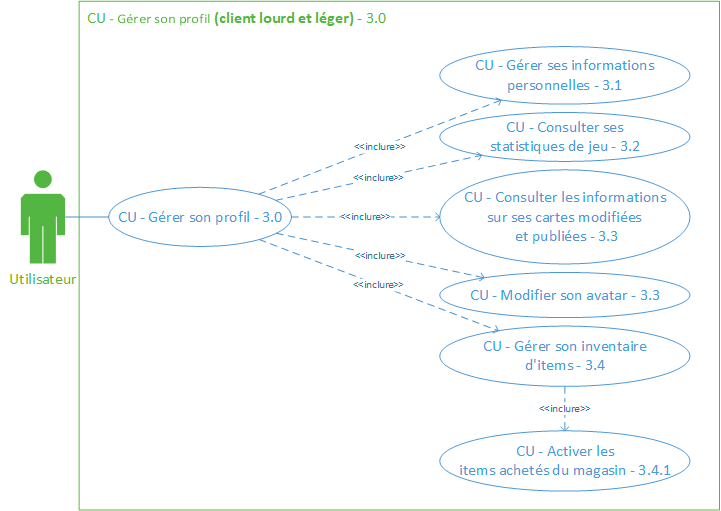 CU - Gérer son profil (client lourd et léger) - 3.0
CU - Gérer ses informations
personnelles - 3.1
CU - Consulter ses
statistiques de jeu - 3.2
<<inclure>>
<<inclure>>
CU - Consulter les informations
sur ses cartes modifiées
et publiées - 3.3
CU - Gérer son profil - 3.0
<<inclure>>
Utilisateur
<<inclure>>
<<inclure>>
CU - Modifier son avatar - 3.3
CU - Gérer son inventaire
d'items - 3.4
<<inclure>>
CU - Activer les
items achetés du magasin - 3.4.1